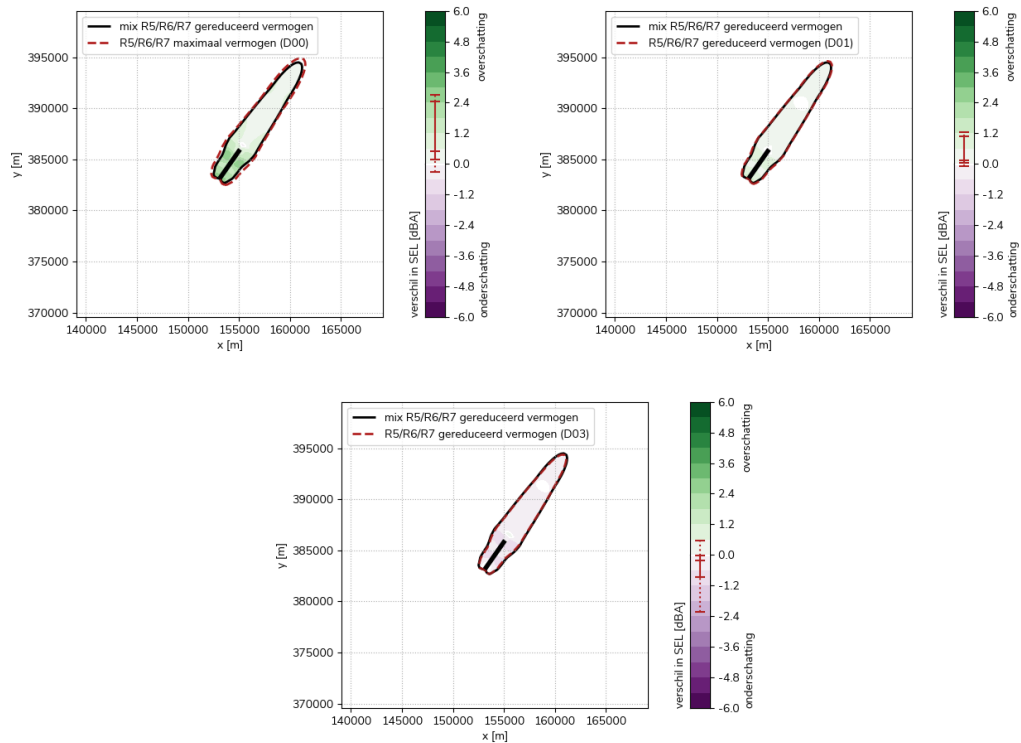 mix R5/R6/R7 gereduceerd vermogen
R5/R6/R7 maximaal vermogen (D00)
395000
390000
385000
380000
375000
370000
y [m]
140000 145000 150000 155000 160000 165000
x [m]
6.0
4.8
3.6
2.4
1.2
0.0
-1.2
-2.4
-3.6
-4.8
-6.0
verschil in SEL [dBA]
overschatting
onderschatting
mix R5/R6/R7 gereduceerd vermogen
R5/R6/R7 gereduceerd vermogen (D01)
395000
390000
385000
380000
375000
370000
y [m]
140000 145000 150000 155000 160000 165000
x [m]
6.0
4.8
3.6
2.4
1.2
0.0
-1.2
-2.4
-3.6
-4.8
-6.0
verschil in SEL [dBA]
overschatting
onderschatting
mix R5/R6/R7 gereduceerd vermogen
R5/R6/R7 gereduceerd vermogen (D03)
395000
390000
385000
380000
375000
370000
y [m]
140000 145000 150000 155000 160000 165000
x [m]
6.0
4.8
3.6
2.4
1.2
0.0
-1.2
-2.4
-3.6
-4.8
-6.0
verschil in SEL [dBA]
overschatting
onderschatting